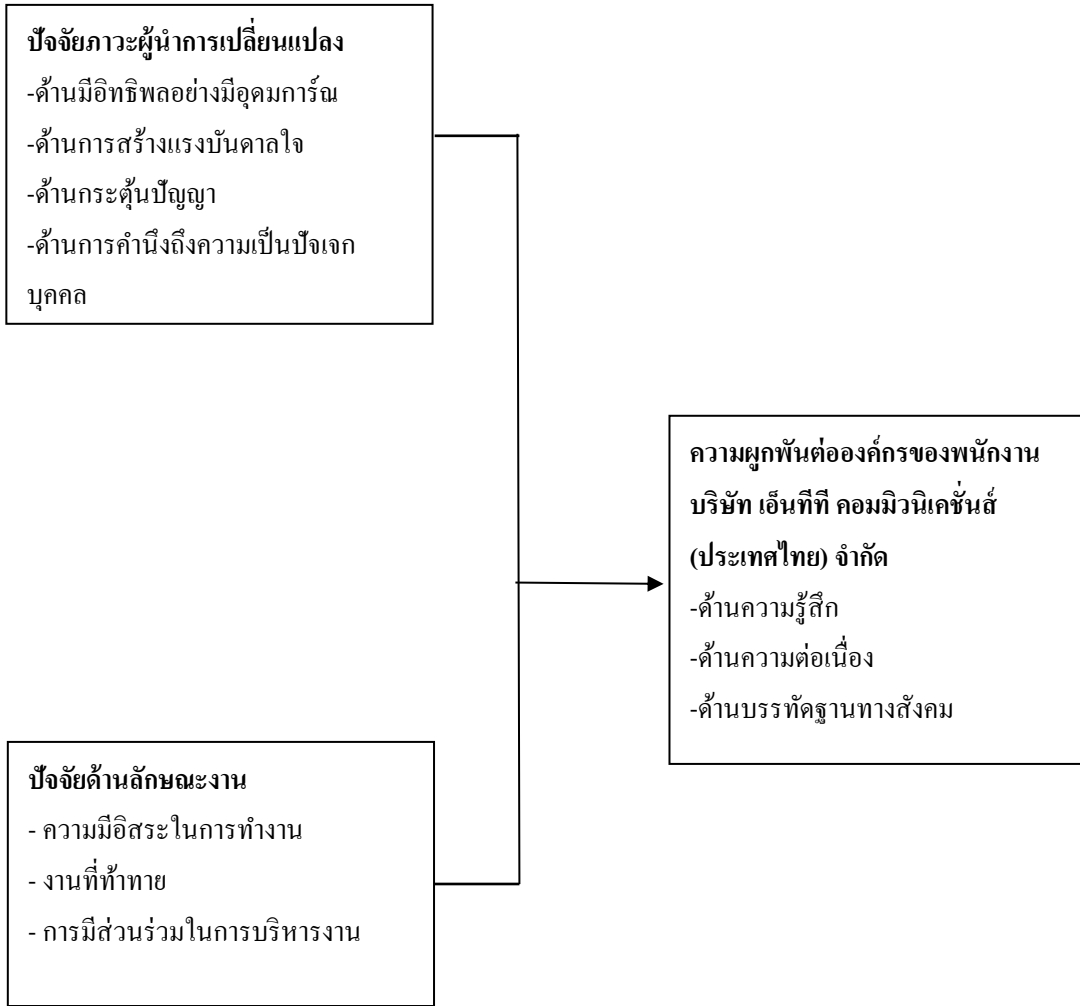 ปัจจัยภาวะผู้นำการเปลี่ยนแปลง
-ด้านมีอิทธิพลอย่างมีอุดมการ์ณ
-ด้านการสร้างแรงบันดาลใจ
-ด้านกระตุ้นปัญญา
-ด้านการคำนึงถึงความเป็นปัจเจก
บุคคล
ความผูกพันต่อองค์กรของพนักงาน
บริษัท เอ็นทีที คอมมิวนิเคชั่นส์
(ประเทศไทย) จำกัด
-ด้านความรู้สึก
-ด้านความต่อเนื่อง
-ด้านบรรทัดฐานทางสังคม
ปัจจัยด้านลักษณะงาน
- ความมีอิสระในการทำงาน
- งานที่ท้าทาย
- การมีส่วนร่วมในการบริหารงาน